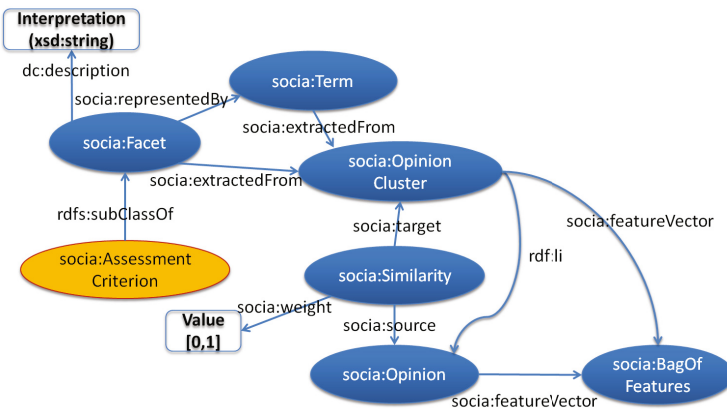 Interpretation
(xsd:string)
dc:description
socia:Term
socia:representedBy
socia:extractedFrom
socia:Facet
socia:Opinion
Cluster
socia:extractedFrom
rdfs:subClassOf
socia:target
socia:featureVector
socia:Assessment
Criterion
socia:Similarity
rdf:li
socia:weight
Value
[0,1]
socia:source
socia:Opinion
socia:BagOf
Features
socia:featureVector